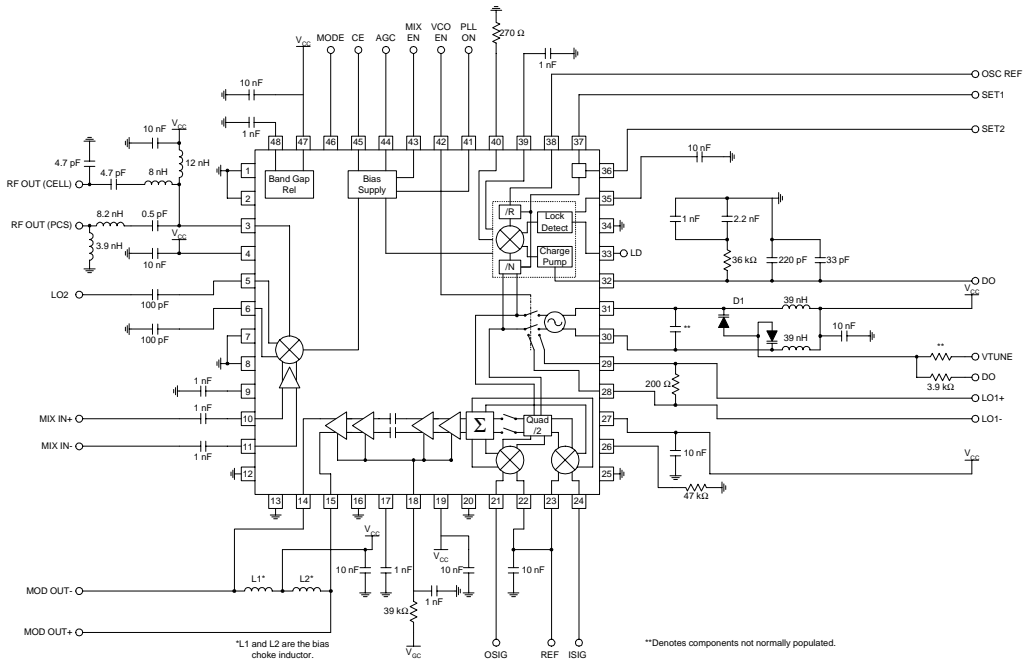 MODE CE AGC MIX EN VCO EN PLL ON
270 Ω
VCC
1 nF
OSC REF
SET1
SET2
10 nF
1 nF
10 nF
VCC
4.7 pF
4.7 pF
8 nH
12 nH
RF OUT (CELL)
RF OUT (PCS)
8.2 nH
0.5 pF
3.9 nH
VCC
10 nF
LO2
100 pF
100 pF
1 nF
MIX IN+
1 nF
MIX IN-
1 nF
48 47 46 45 44 43 42 41 40 39 38 37
1
2
3
4
5
6
7
8
9
10
11
12
Band Gap Rel
Bias Supply
/R
Lock Detect
Charge Pump
/N
Σ
Quad /2
36
35
34
33
32
31
30
29
28
27
26
25
13 14 15 16 17 18 19 20 21 22 23 24
10 nF
1 nF
2.2 nF
LD
36 kΩ
220 pF
33 pF
DO
VCC
D1
39 nH
**
39 nH
10 nF
**
VTUNE
3.9 kΩ
DO
200 Ω
LO1+
LO1-
10 nF
VCC
47 kΩ
VCC
10 nF
1 nF
VCC
10 nF
10 nF
1 nF
39 kΩ
VGC
L1*
L2*
MOD OUT-
MOD OUT+
*L1 and L2 are the bias
choke inductor.
OSIG
REF
ISIG
**Denotes components not normally populated.